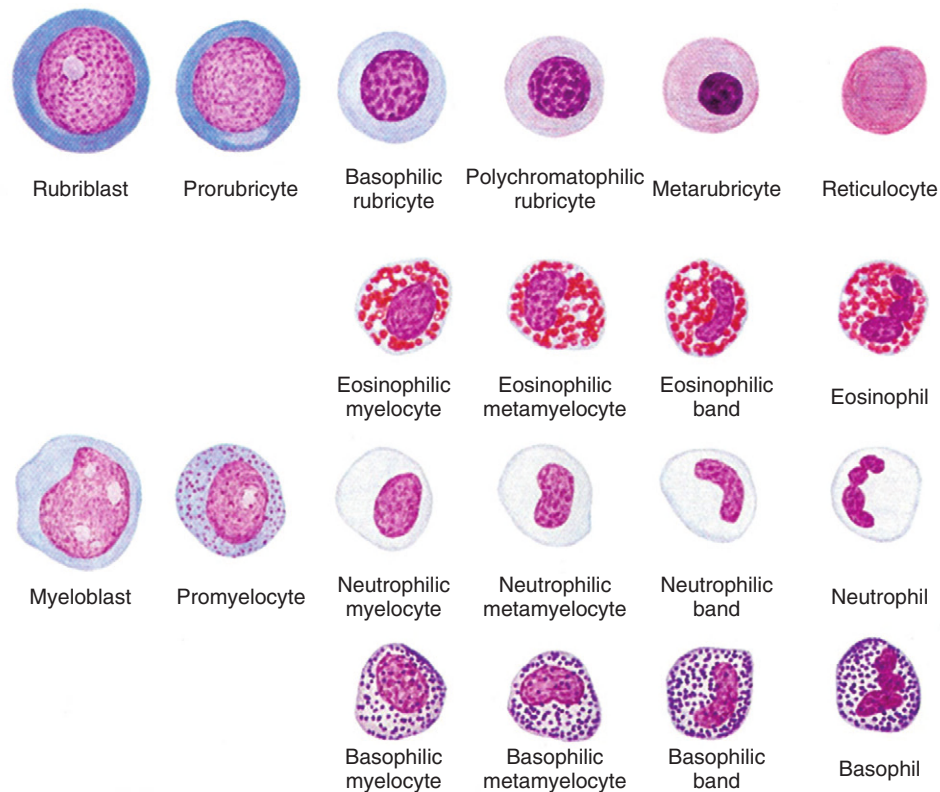 Rubriblast
Prorubricyte
Basophilic
rubricyte
Polychromatophilic
rubricyte
Metarubricyte
Reticulocyte
Eosinophilic
myelocyte
Eosinophilic
metamyelocyte
Eosinophilic
band
Eosinophil
Myeloblast
Promyelocyte
Neutrophilic
myelocyte
Neutrophilic
metamyelocyte
Neutrophilic
band
Neutrophil
Basophilic
myelocyte
Basophilic
metamyelocyte
Basophilic
band
Basophil